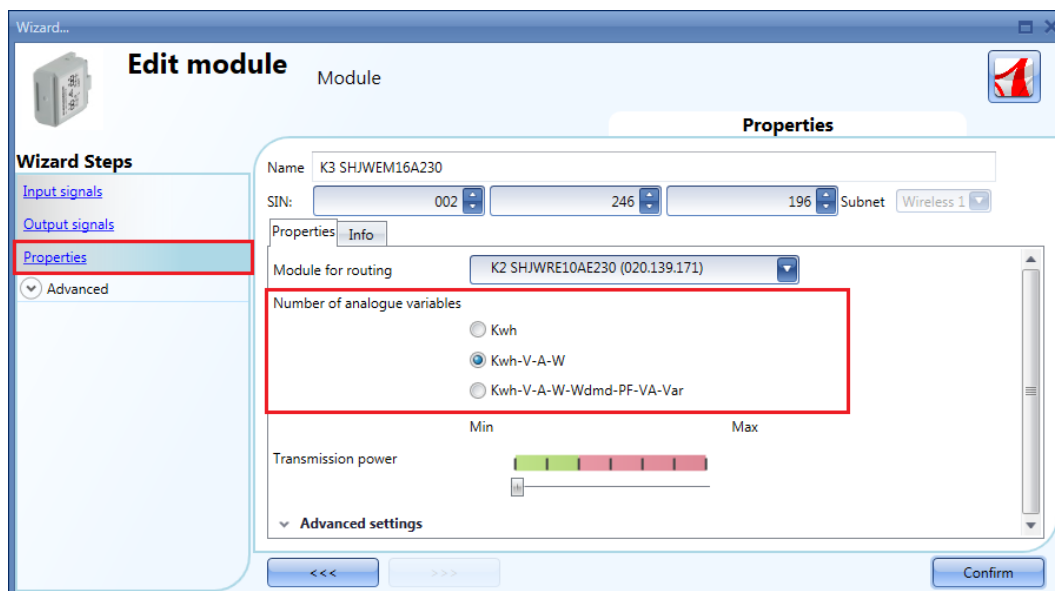 Wizard...
Edit module
Module
Properties
Wizard Steps
Input signals
Output signals
Properties
Advanced
Name K3 SHJWEM16A230
SIN: 002 246 196 Subnet Wireless 1
Properties Info
Module for routing K2 SHJWRE10AE230 (020.139.171)
Number of analogue variables
Kwh
Kwh-V-A-W
Kwh-V-A-W-Wdmd-PF-VA-Var
Min Max
Transmission power
Advanced settings
<<< >>> Confirm